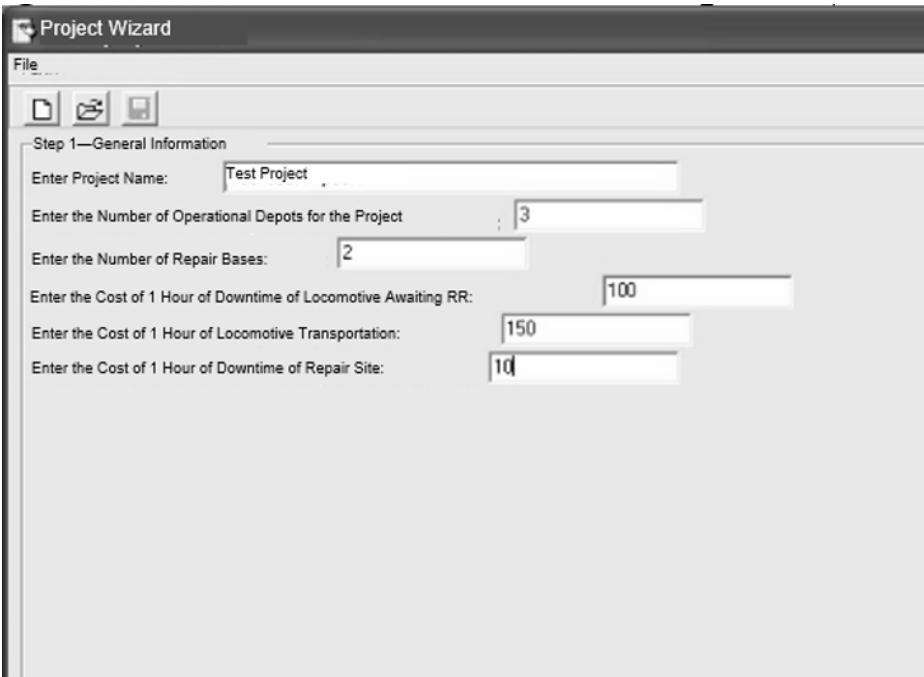 Project Wizard
File
Step 1—General Information
Enter Project Name: Test Project
Enter the Number of Operational Depots for the Project : 3
Enter the Number of Repair Bases: 2
Enter the Cost of 1 Hour of Downtime of Locomotive Awaiting RR: 100
Enter the Cost of 1 Hour of Locomotive Transportation: 150
Enter the Cost of 1 Hour of Downtime of Repair Site: 10